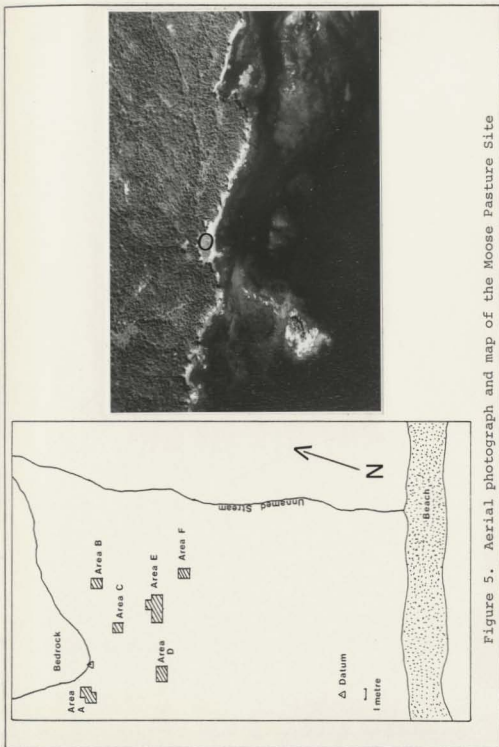 Area
A
Bedrock
Area B
Area C
Area
D
Area E
Area F
Unnamed Stream
N
Datum
1 metre
Beach
Figure 5. Aerial photograph and map of the Moose Pasture Site